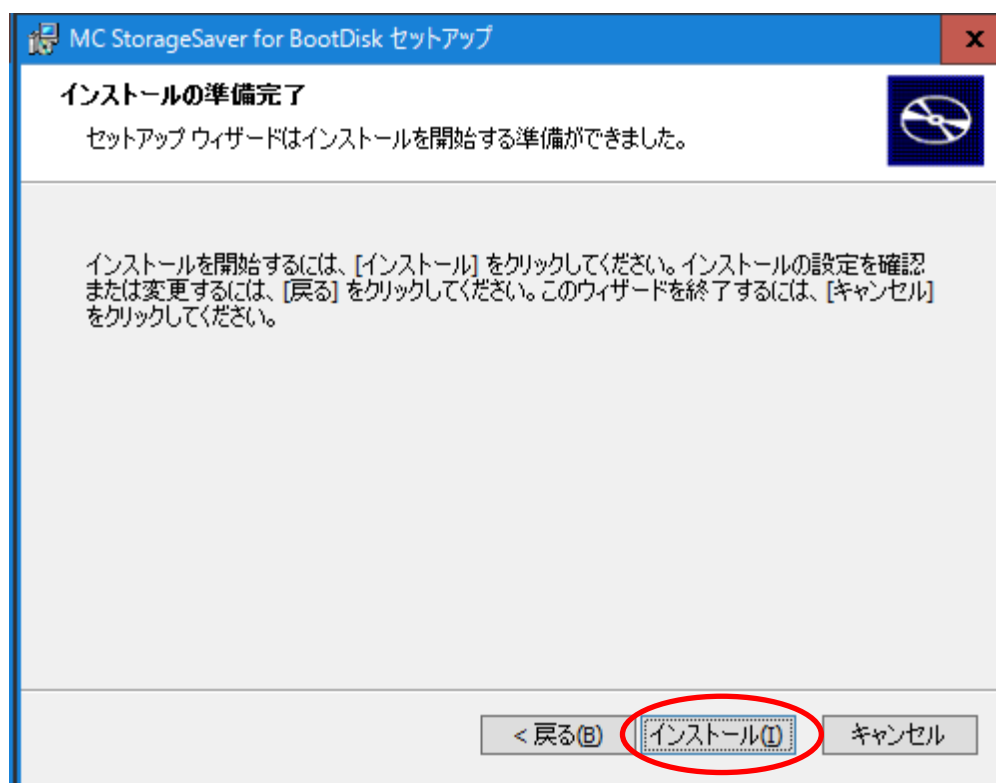 MC StorageSaver for BootDisk セットアップ
インストールの準備完了
セットアップ ウィザードはインストールを開始する準備ができました。
インストールを開始するには、[インストール] をクリックしてください。インストールの設定を確認
または変更するには、[戻る] をクリックしてください。このウィザードを終了するには、[キャンセル]
をクリックしてください。
< 戻る(B) インストール(I) キャンセル